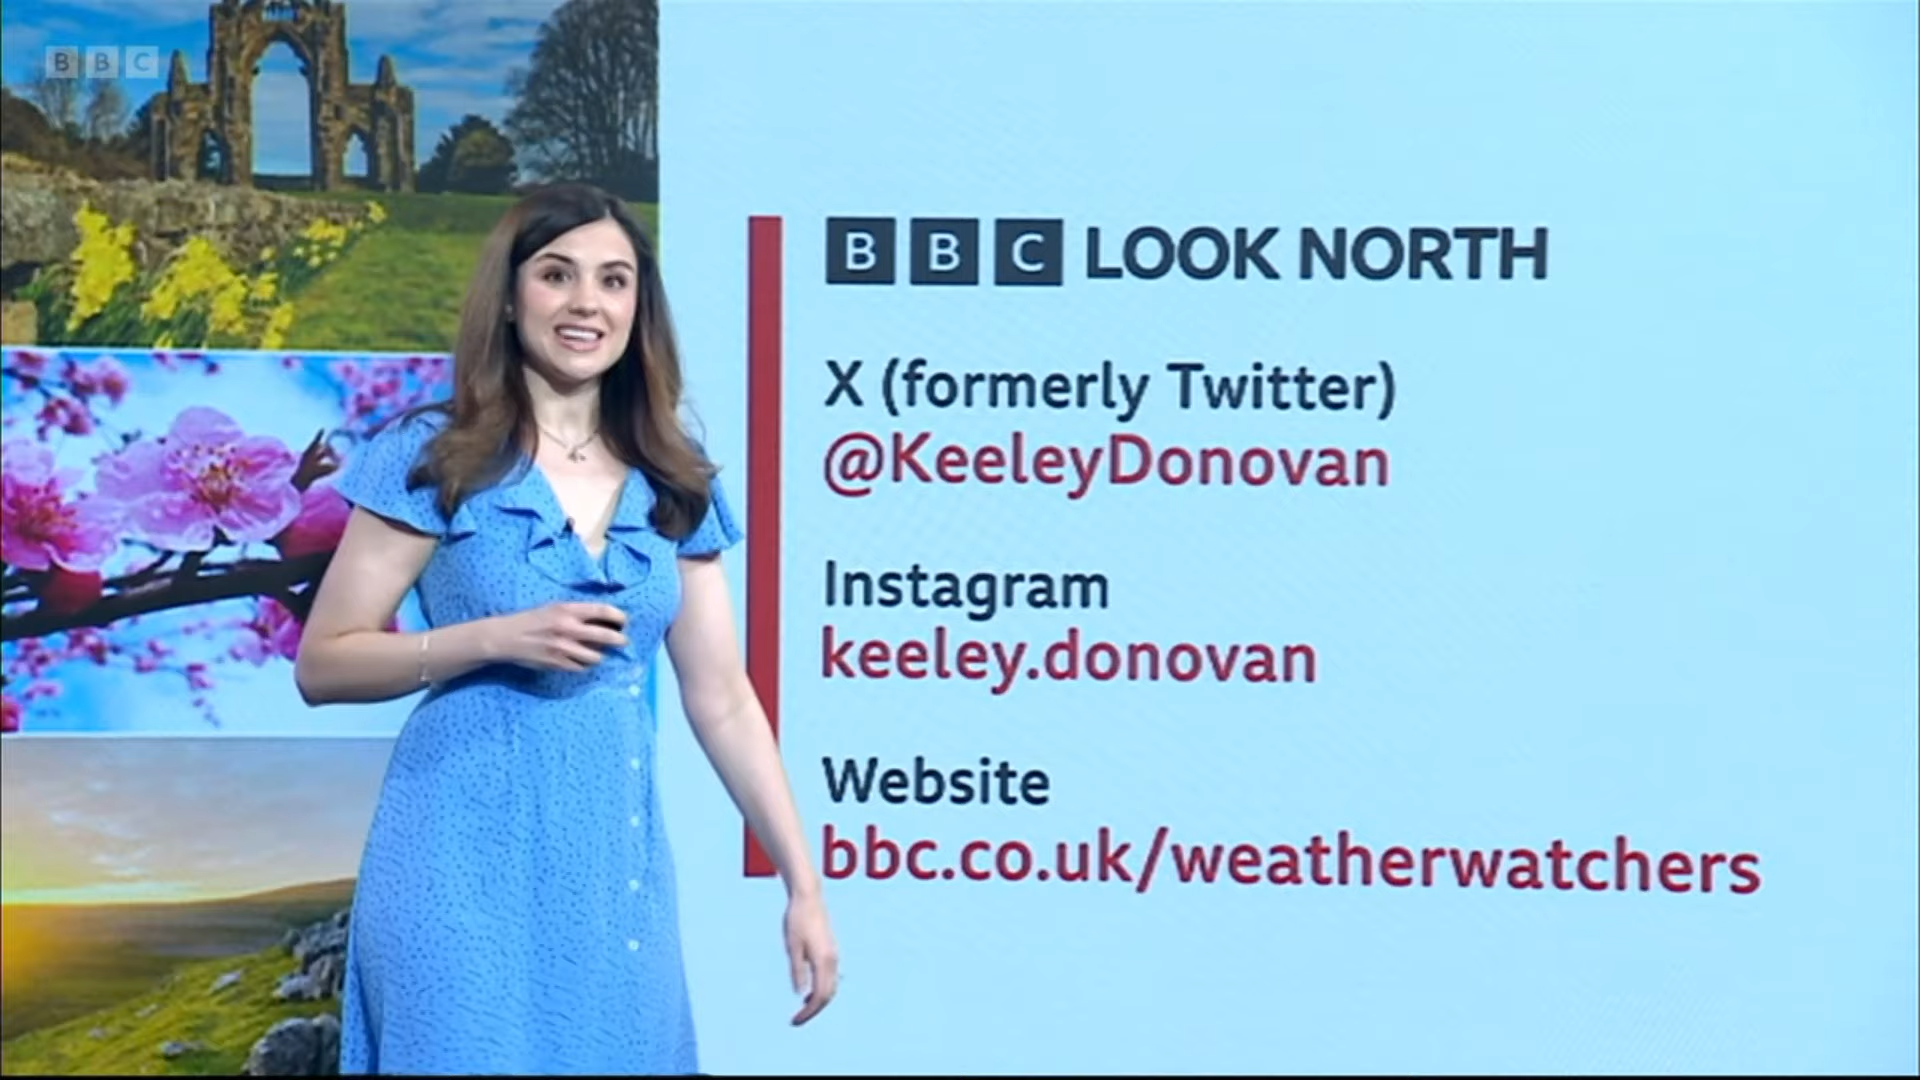 BBC
BBC LOOK NORTH
X (formerly Twitter)
@KeeleyDonovan
Instagram
keeley.donovan
Website
bbc.co.uk/weatherwatchers